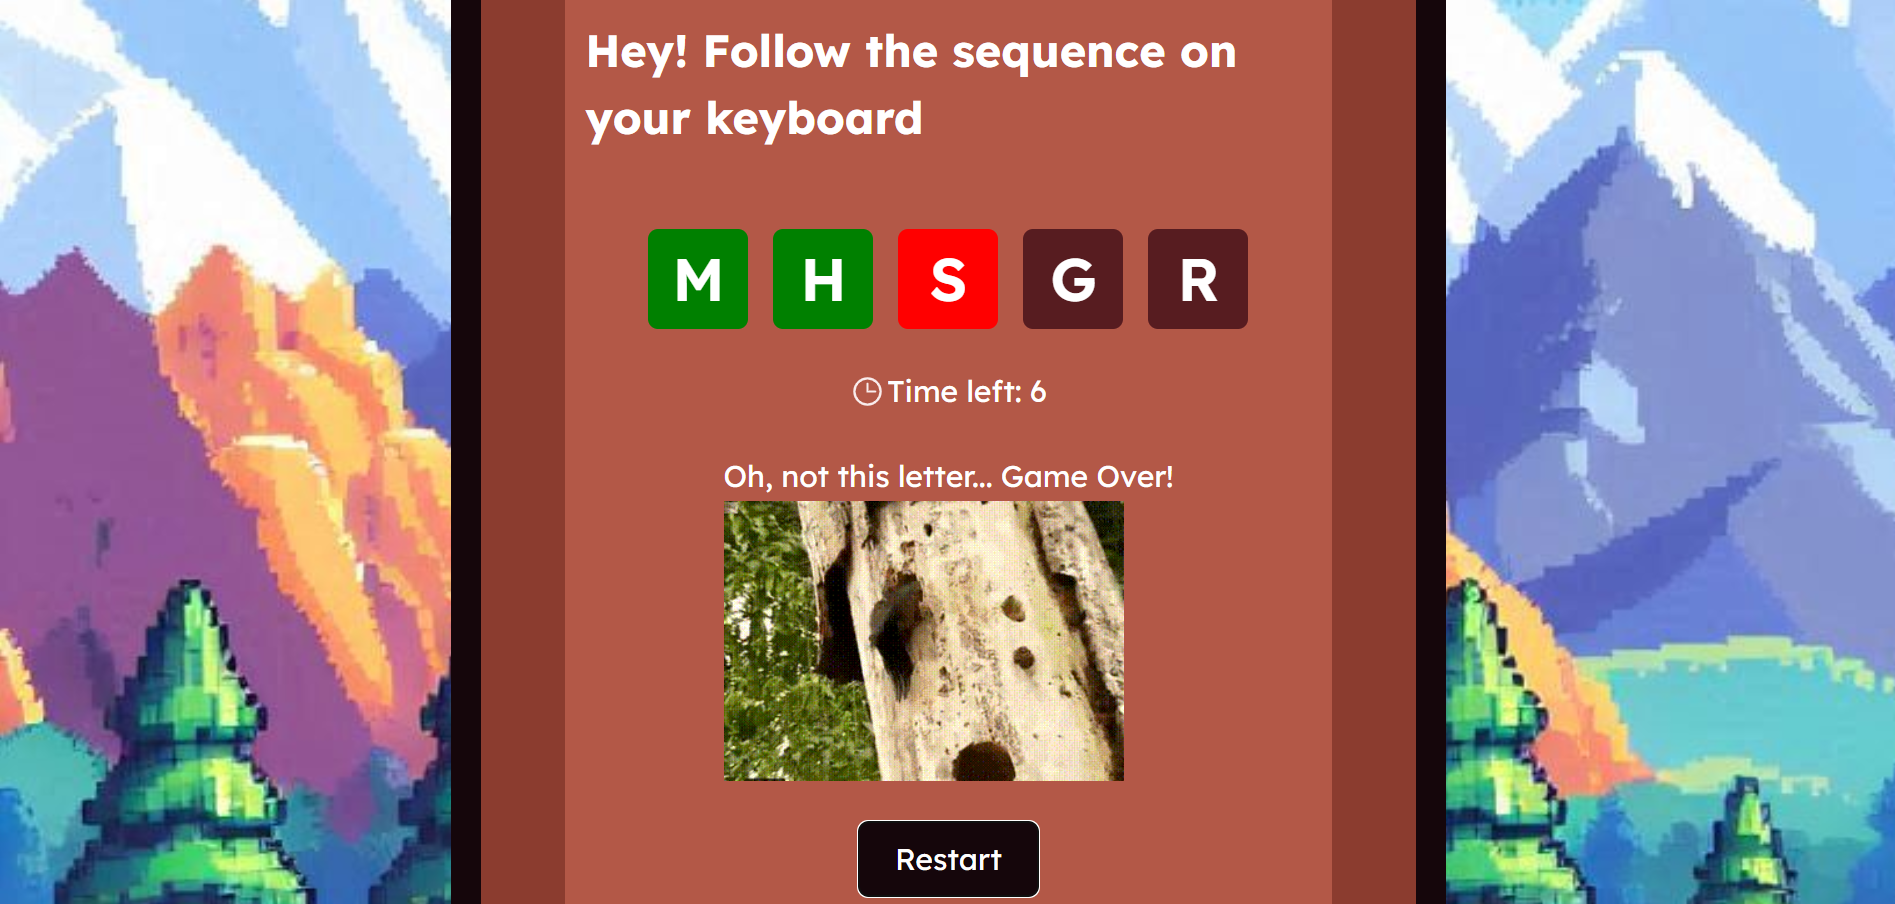 Hey! Follow the sequence on
your keyboard
M H S G R
Time left: 6
Oh, not this letter... Game Over!
Restart